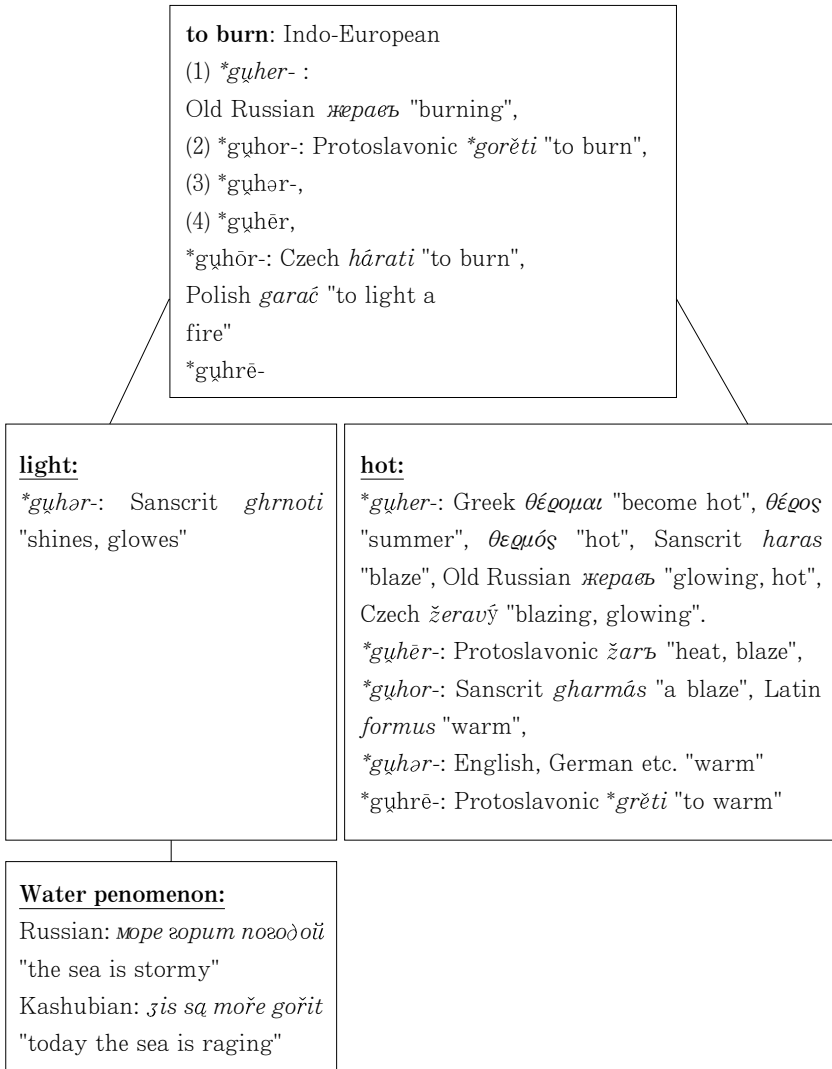 to burn: Indo-European
(1) *gu̯her- :
Old Russian жеравъ "burning",
(2) *gu̯hor-: Protoslavonic *gorěti "to burn",
(3) *gu̯hər-,
(4) *gu̯hēr,
*gu̯hōr-: Czech hárati "to burn",
Polish garać "to light a
fire"
*gu̯hrē-
light:
*gu̯hər-: Sanscrit ghrnoti
"shines, glowes"
hot:
*gu̯her-: Greek θέρομαι "become hot", θέρος
"summer", θερμός "hot", Sanscrit haras
"blaze", Old Russian жеравъ "glowing, hot",
Czech žeravý "blazing, glowing".
*gu̯hēr-: Protoslavonic žarъ "heat, blaze",
*gu̯hor-: Sanscrit gharmás "a blaze", Latin
formus "warm",
*gu̯hər-: English, German etc. "warm"
*gu̯hrē-: Protoslavonic *grěti "to warm"
Water penomenon:
Russian: море горит погодой
"the sea is stormy"
Kashubian: ʒis są mořе gořit
"today the sea is raging"